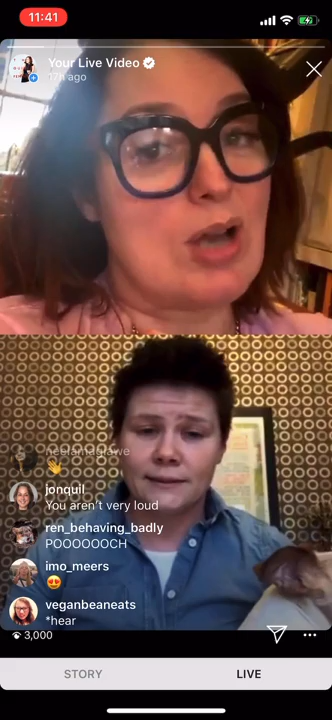 11:41
Your Live Video
17h ago
jonquil
You aren't very loud
ren_behaving_badly
POOOOOOCH
imo_meers
veganbeaneats
*hear
3,000
STORY
LIVE